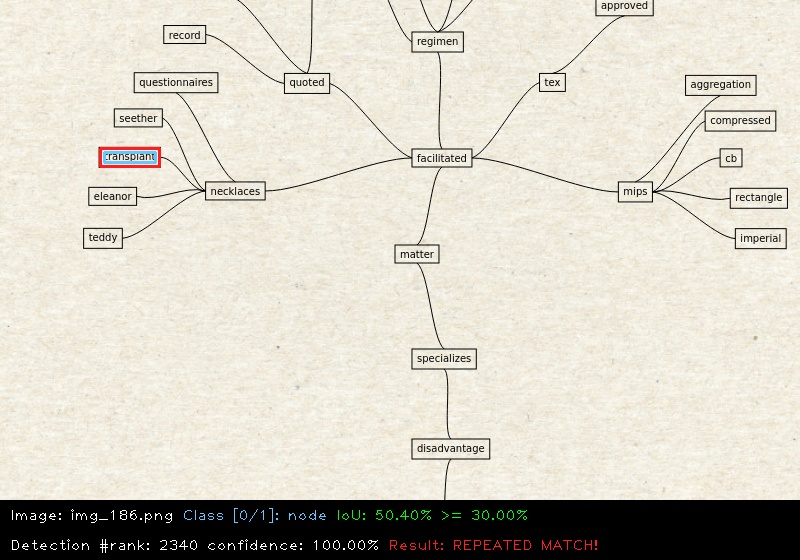 approved
record
regimen
questionnaires
quoted
tex
aggregation
seether
compressed
transplant
facilitated
cb
eleanor
necklaces
mips
rectangle
teddy
imperial
matter
specializes
disadvantage
Image: img_186.png Class [0/1]: node IoU: 50.40% >= 30.00%
Detection #rank: 2340 confidence: 100.00% Result: REPEATED MATCH!